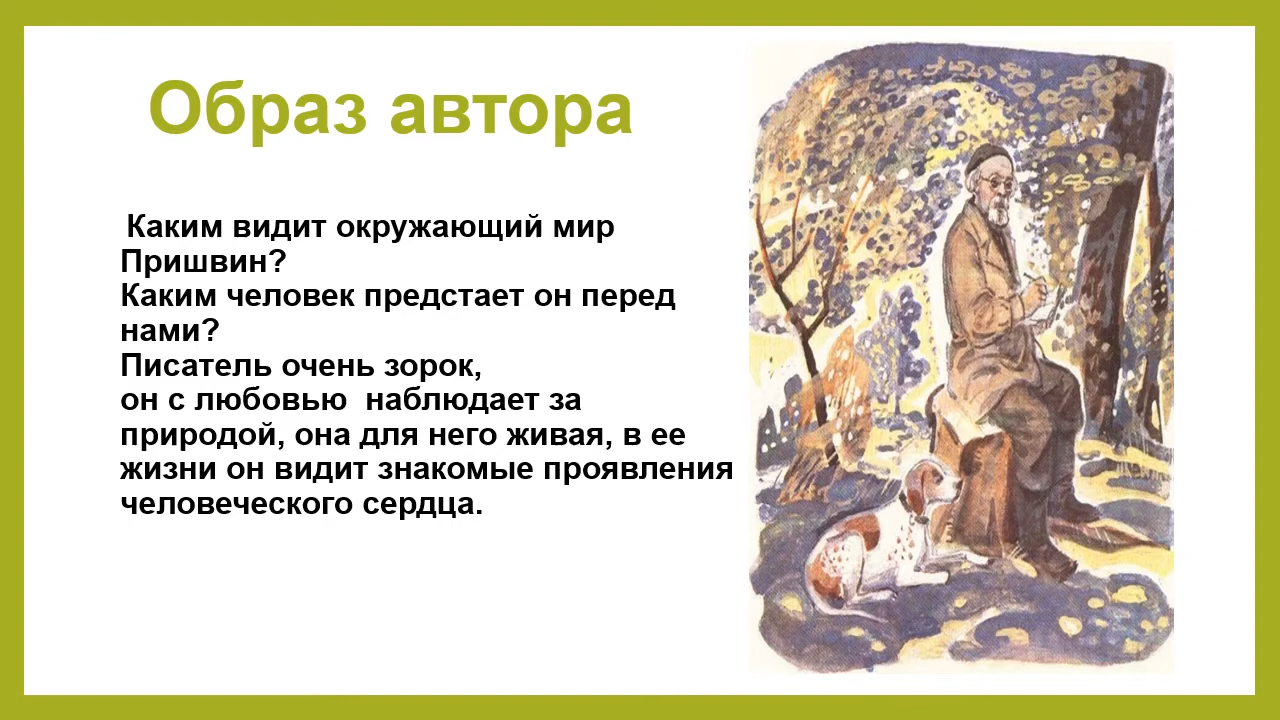 Образ автора
Каким видит окружающий мир
Пришвин?
Каким человек предстает он перед
нами?
Писатель очень зорок,
он с любовью  наблюдает за
природой, она для него живая, в ее
жизни он видит знакомые проявления
человеческого сердца.